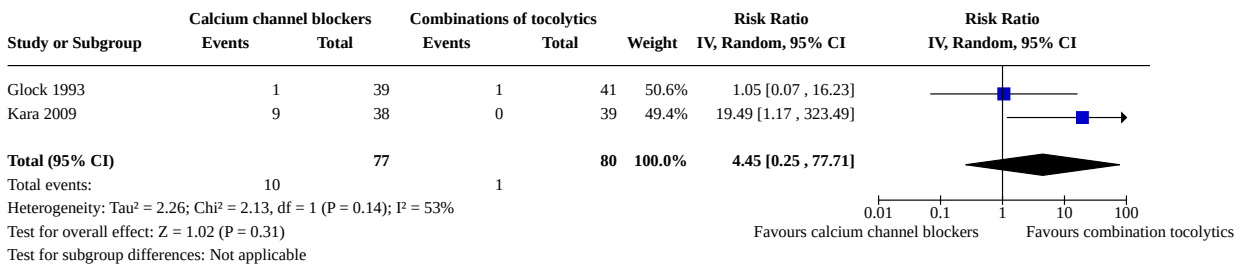 Calcium channel blockers Combinations of tocolytics Risk Ratio Risk Ratio
Study or Subgroup Events Total Events Total Weight IV, Random, 95% CI IV, Random, 95% CI
Glock 1993 1 39 1 41 50.6% 1.05 [0.07 , 16.23]
Kara 2009 9 38 0 39 49.4% 19.49 [1.17 , 323.49]
Total (95% CI) 77 80 100.0% 4.45 [0.25 , 77.71]
Total events: 10 1
Heterogeneity: Tau² = 2.26; Chi² = 2.13, df = 1 (P = 0.14); I² = 53%
0.01 0.1 1 10 100
Test for overall effect: Z = 1.02 (P = 0.31)
Favours calcium channel blockers Favours combination tocolytics
Test for subgroup differences: Not applicable